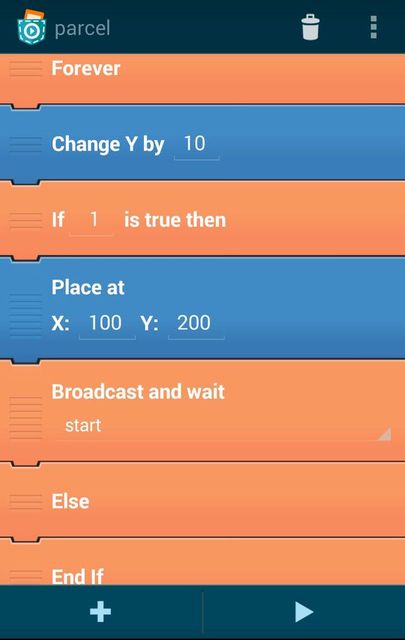 parcel
Forever
Change Y by 10
If 1 is true then
Place at
X: 100 Y: 200
Broadcast and wait
start
Else
End If